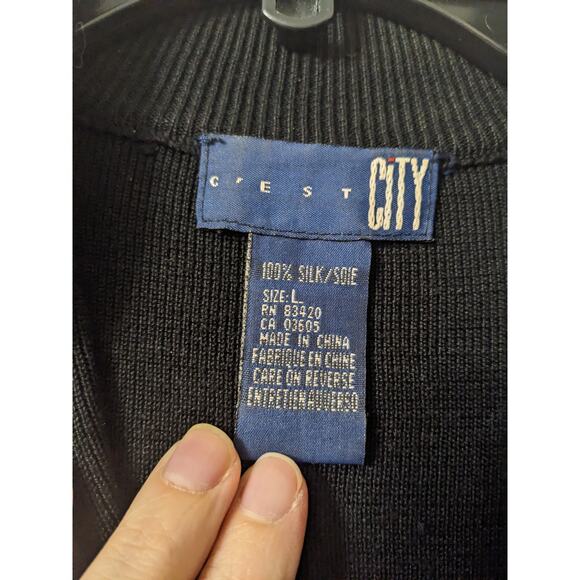 C'EST CiTY
100% SILK/SOIE
SIZE: L
RN 83420
CA 03605
MADE IN CHINA
FABRIQUE EN CHINE
CARE ON REVERSE
ENTRETIEN AU VERSO